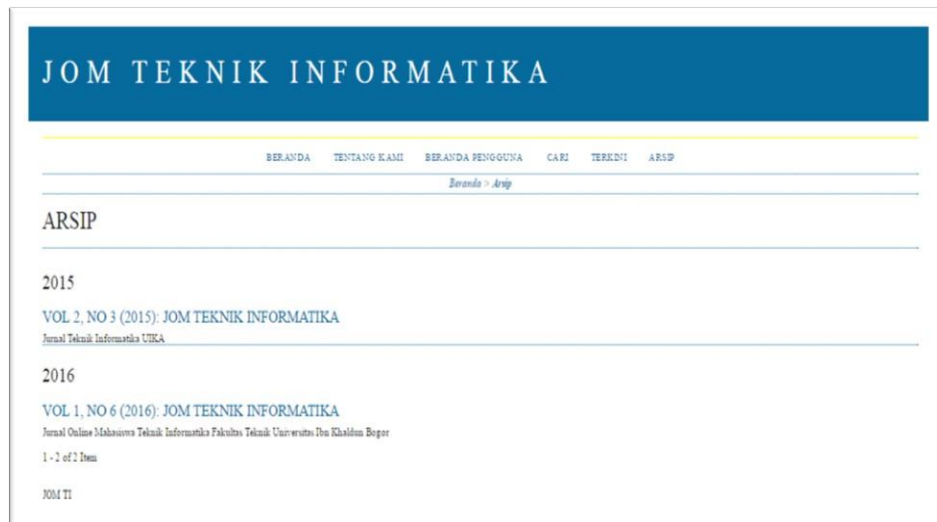 JOM TEKNIK INFORMATIKA
BERANDA TENTANG KAMI BERANDA PENGGUNA CARI TERKINI ARSIP
Beranda > Arsip
ARSIP
2015
VOL 2, NO 3 (2015): JOM TEKNIK INFORMATIKA
Jurnal Teknik Informatika UIKA
2016
VOL 1, NO 6 (2016): JOM TEKNIK INFORMATIKA
Jurnal Online Mahasiswa Teknik Informatika Fakultas Teknik Universitas Ibn Khaldun Bogor
1 - 2 of 2 Item
JOM TI